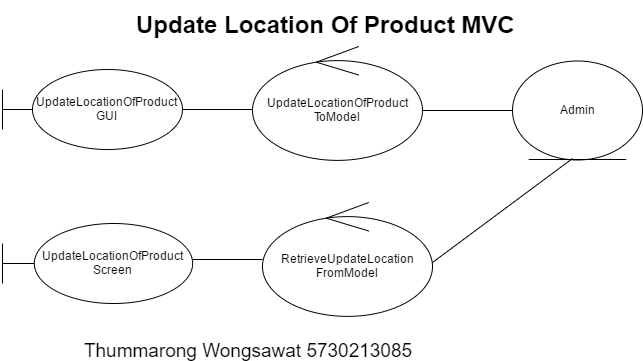 Update Location Of Product MVC
UpdateLocationOfProduct
GUI
UpdateLocationOfProduct
ToModel
Admin
UpdateLocationOfProduct
Screen
RetrieveUpdateLocation
FromModel
Thummarong Wongsawat 5730213085